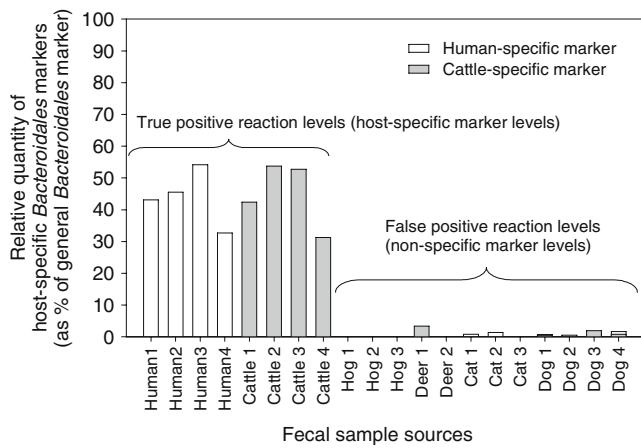 Relative quantity of
host-specific Bacteroidales markers
(as % of general Bacteroidales marker)
100
90
80
70
60
50
40
30
20
10
0
Human-specific marker
Cattle-specific marker
True positive reaction levels (host-specific marker levels)
False positive reaction levels
(non-specific marker levels)
Human1
Human2
Human3
Human4
Cattle 1
Cattle 2
Cattle 3
Cattle 4
Hog 1
Hog 2
Hog 3
Deer 1
Deer 2
Cat 1
Cat 2
Cat 3
Dog 1
Dog 2
Dog 3
Dog 4
Fecal sample sources